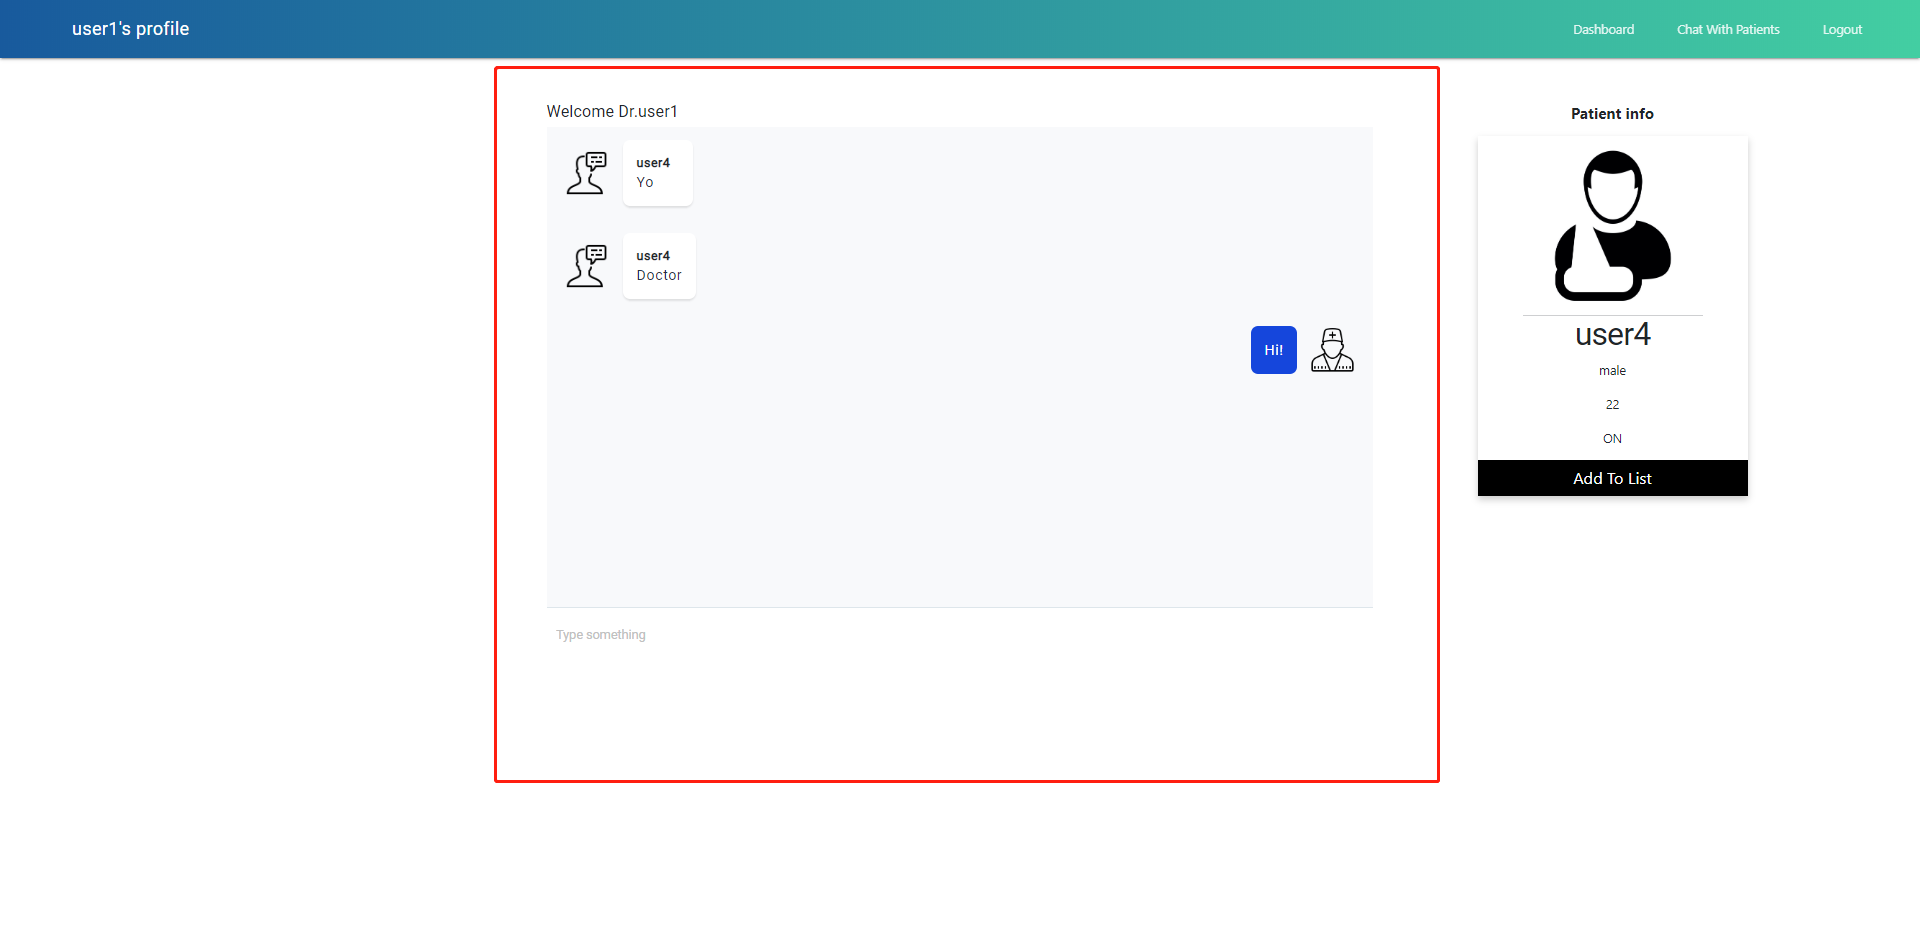 user1's profile
Dashboard
Chat With Patients
Logout
Welcome Dr.user1
user4
Yo
user4
Doctor
Hi!
Type something
Patient info
user4
male
22
ON
Add To List